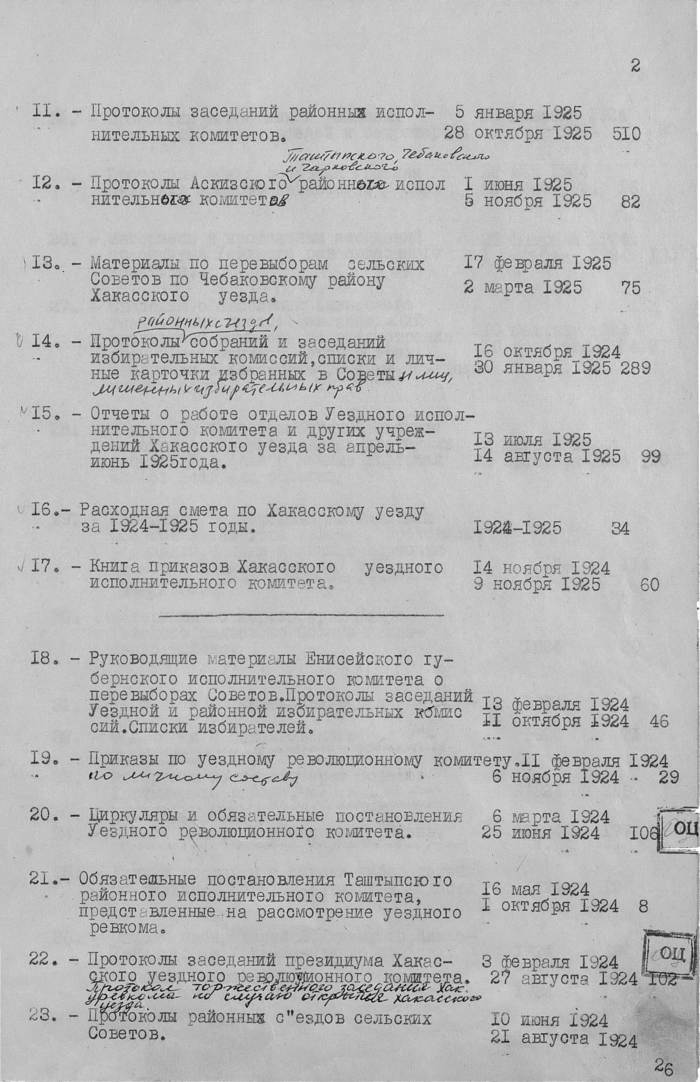 2
11. - Протоколы заседаний районных испол- 5 января 1925
нительных комитетов. 28 октября 1925 510
Таштыпского, Чебаковского
и Чарковского
12. - Протоколы Аскизского районных испол 1 июня 1925
нительных комитетов 5 ноября 1925 82
13. - Материалы по перевыборам сельских 17 февраля 1925
Советов по Чебаковскому району
Хакасского уезда. 2 марта 1925 75
районных съездов,
14. - Протоколы собраний и заседаний
избирательных комиссий, списки и лич- 16 октября 1924
ные карточки избранных в Советы и лиц, 30 января 1925 289
лишенных избирательных прав
15. - Отчеты о работе отделов Уездного испол-
нительного комитета и других учреж-
дений Хакасского уезда за апрель- 13 июля 1925
июнь 1925года. 14 августа 1925 99
16.- Расходная смета по Хакасскому уезду
за 1924-1925 годы. 1924-1925 34
17. - Книга приказов Хакасского уездного 14 ноября 1924
исполнительного комитета. 9 ноября 1925 60
18. - Руководящие материалы Енисейского гу-
бернского исполнительного комитета о
перевыборах Советов.Протоколы заседаний
Уездной и районной избирательных комис 13 февраля 1924
сий.Списки избирателей. 11 октября 1924 46
19. - Приказы по уездному революционному комитету.11 февраля 1924
по личному составу 6 ноября 1924 29
20. - Циркуляры и обязательные постановления 6 марта 1924
Уездного революционного комитета. 25 июня 1924 106 ОЦ
21.- Обязательные постановления Таштыпского
районного исполнительного комитета, 16 мая 1924
представленные на рассмотрение уездного 1 октября 1924 8
ревкома.
22. - Протоколы заседаний президиума Хакас- 3 февраля 1924 ОЦ
ского уездного революционного комитета. 27 августа 1924 102
Протокол торжественного заседания Хак.
уревкома по случаю открытия Хакасского
уезда.
23. - Протоколы районных с"ездов сельских 10 июня 1924
Советов. 21 августа 1924
26